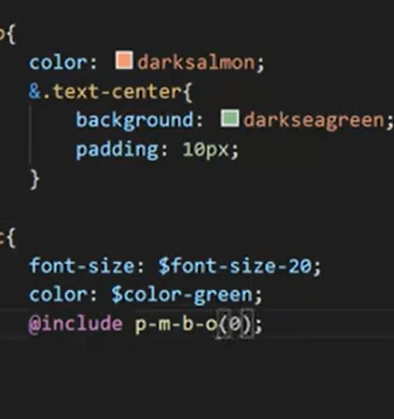 {
color: darksalmon;
&.text-center{
background: darkseagreen;
padding: 10px;
}
{
font-size: $font-size-20;
color: $color-green;
@include p-m-b-o(0);